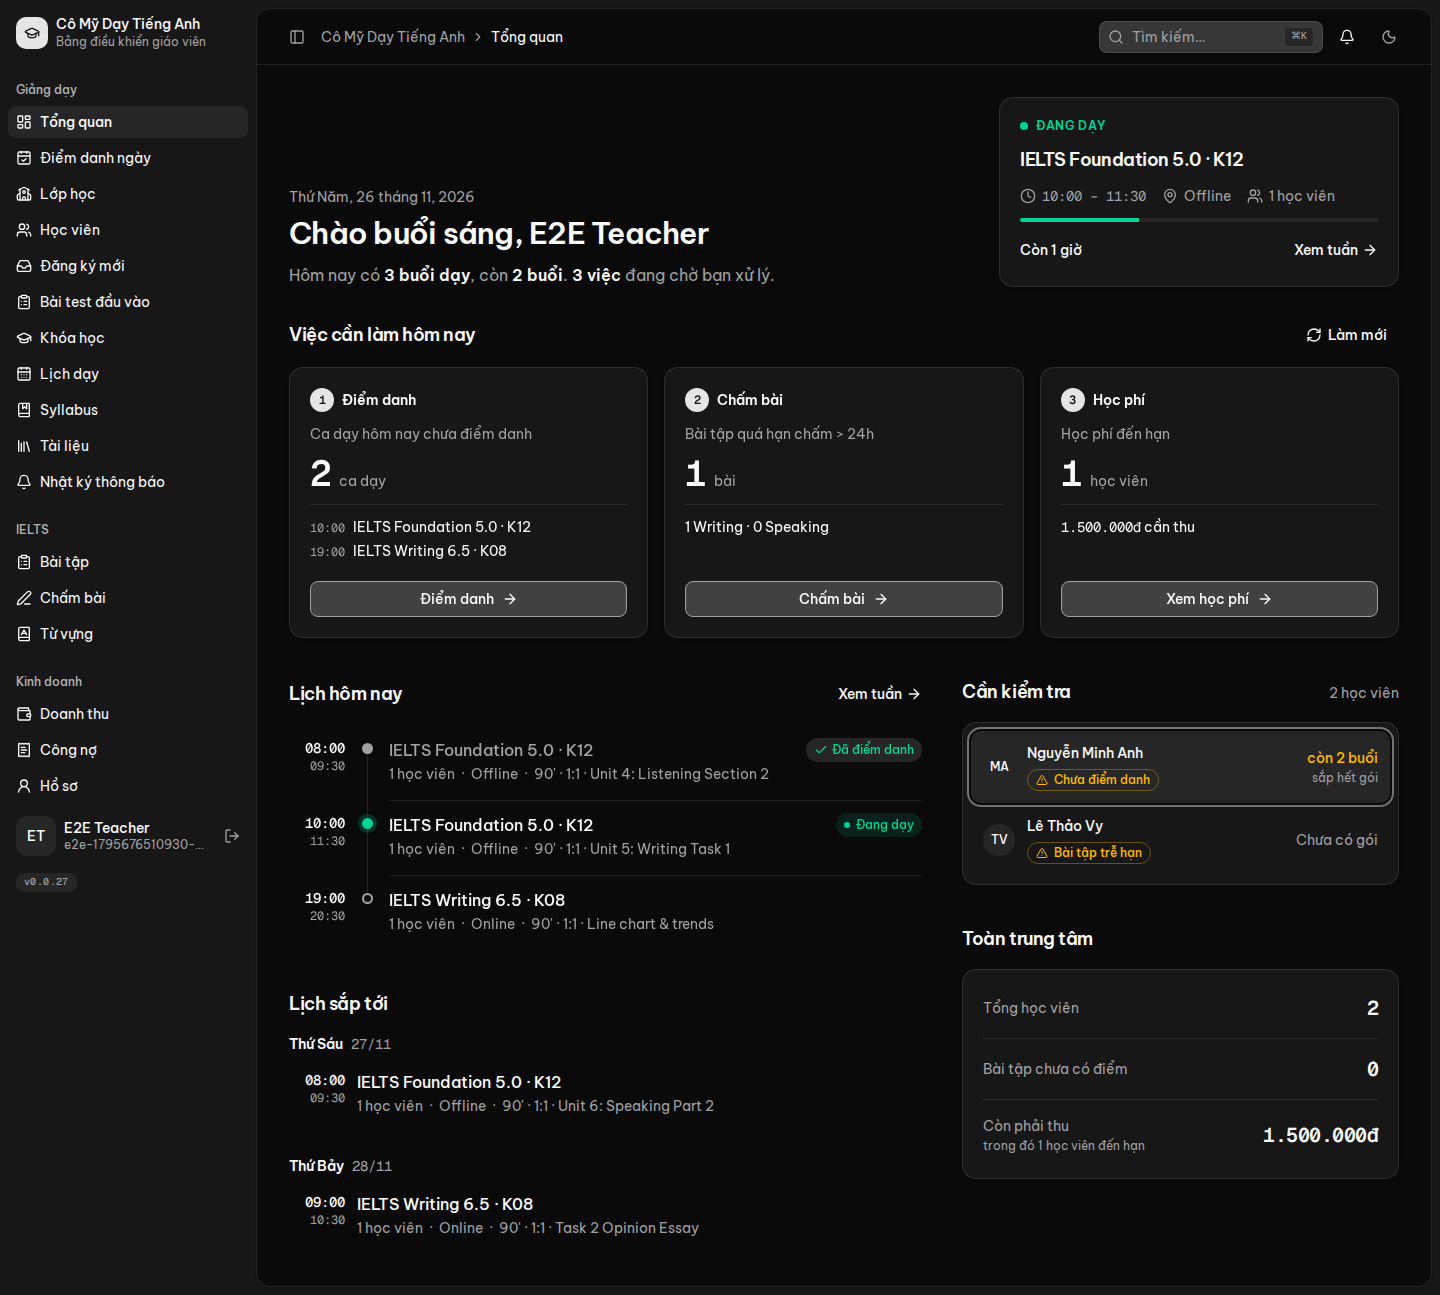 Cô Mỹ Dạy Tiếng Anh
Bảng điều khiển giáo viên
Giảng dạy
Tổng quan
Điểm danh ngày
Lớp học
Học viên
Đăng ký mới
Bài test đầu vào
Khóa học
Lịch dạy
Syllabus
Tài liệu
Nhật ký thông báo
IELTS
Bài tập
Chấm bài
Từ vựng
Kinh doanh
Doanh thu
Công nợ
Hồ sơ
ET
E2E Teacher
e2e-1795676510930-...
v0.0.27
Cô Mỹ Dạy Tiếng Anh > Tổng quan
Tìm kiếm... ⌘K
Thứ Năm, 26 tháng 11, 2026
Chào buổi sáng, E2E Teacher
Hôm nay có 3 buổi dạy, còn 2 buổi. 3 việc đang chờ bạn xử lý.
ĐANG DẠY
IELTS Foundation 5.0 · K12
10:00 – 11:30 Offline 1 học viên
Còn 1 giờ Xem tuần →
Việc cần làm hôm nay
Làm mới
1 Điểm danh
Ca dạy hôm nay chưa điểm danh
2 ca dạy
10:00 IELTS Foundation 5.0 · K12
19:00 IELTS Writing 6.5 · K08
Điểm danh →
2 Chấm bài
Bài tập quá hạn chấm > 24h
1 bài
1 Writing · 0 Speaking
Chấm bài →
3 Học phí
Học phí đến hạn
1 học viên
1.500.000đ cần thu
Xem học phí →
Lịch hôm nay
Xem tuần →
08:00 IELTS Foundation 5.0 · K12 Đã điểm danh
09:30 1 học viên · Offline · 90' · 1:1 · Unit 4: Listening Section 2
10:00 IELTS Foundation 5.0 · K12 Đang dạy
11:30 1 học viên · Offline · 90' · 1:1 · Unit 5: Writing Task 1
19:00 IELTS Writing 6.5 · K08
20:30 1 học viên · Online · 90' · 1:1 · Line chart & trends
Lịch sắp tới
Thứ Sáu 27/11
08:00 IELTS Foundation 5.0 · K12
09:30 1 học viên · Offline · 90' · 1:1 · Unit 6: Speaking Part 2
Thứ Bảy 28/11
09:00 IELTS Writing 6.5 · K08
10:30 1 học viên · Online · 90' · 1:1 · Task 2 Opinion Essay
Cần kiểm tra
2 học viên
MA Nguyễn Minh Anh
Chưa điểm danh
còn 2 buổi
sắp hết gói
TV Lê Thảo Vy
Bài tập trễ hạn
Chưa có gói
Toàn trung tâm
Tổng học viên 2
Bài tập chưa có điểm 0
Còn phải thu
trong đó 1 học viên đến hạn
1.500.000đ